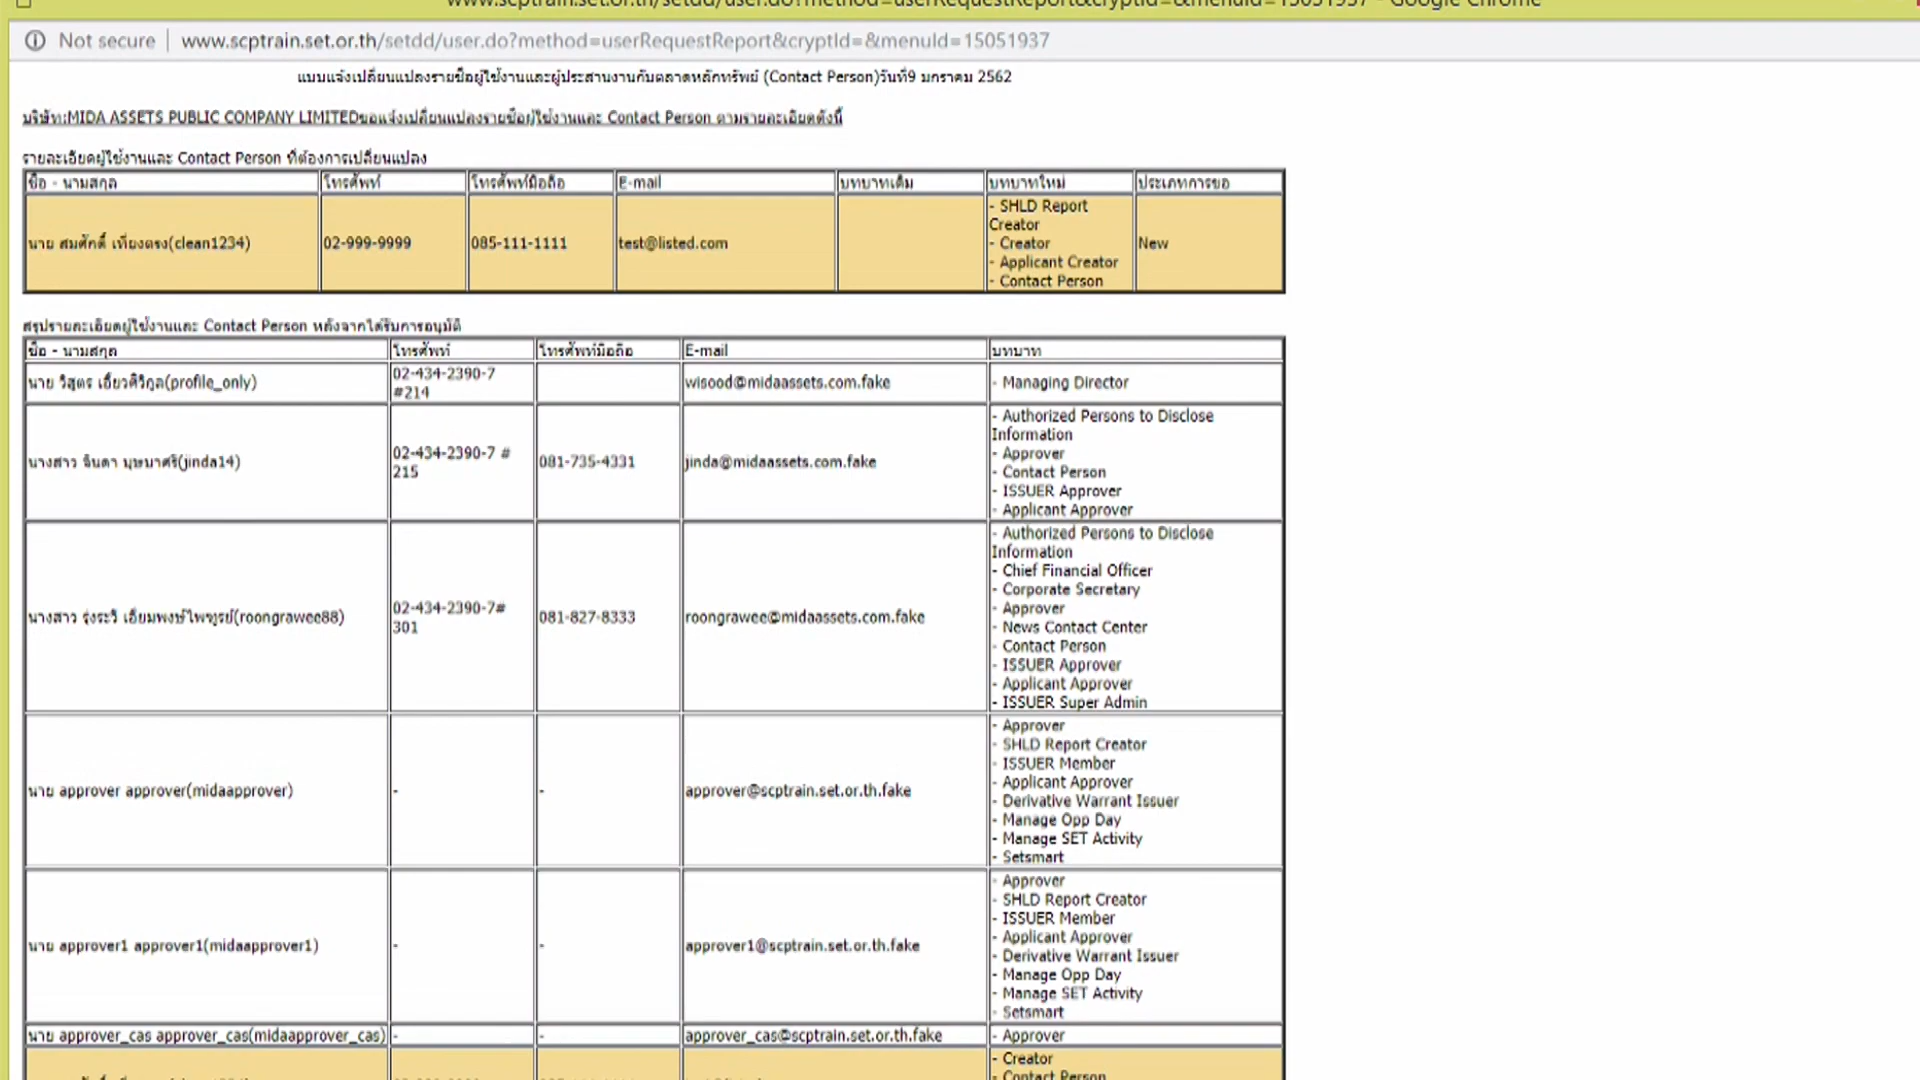 www.scptrain.set.or.th/setdd/user.do?method=userRequestReport&cryptId=&menuId=15051937 - Google Chrome
Not secure | www.scptrain.set.or.th/setdd/user.do?method=userRequestReport&cryptId=&menuId=15051937
แบบแจ้งเปลี่ยนแปลงรายชื่อผู้ใช้งานและผู้ประสานงานกับตลาดหลักทรัพย์ (Contact Person)วันที่9 มกราคม 2562
บริษัท:MIDA ASSETS PUBLIC COMPANY LIMITEDขอแจ้งเปลี่ยนแปลงรายชื่อผู้ใช้งานและ Contact Person ตามรายละเอียดดังนี้
รายละเอียดผู้ใช้งานและ Contact Person ที่ต้องการเปลี่ยนแปลง
ชื่อ - นามสกุล โทรศัพท์ โทรศัพท์มือถือ E-mail บทบาทเดิม บทบาทใหม่ ประเภทการขอ
นาย สมศักดิ์ เที่ยงตรง(clean1234) 02-999-9999 085-111-1111 test@listed.com
- SHLD Report
Creator
- Creator
- Applicant Creator
- Contact Person
New
สรุปรายละเอียดผู้ใช้งานและ Contact Person หลังจากได้รับการอนุมัติ
ชื่อ - นามสกุล โทรศัพท์ โทรศัพท์มือถือ E-mail บทบาท
นาย วิสูตร เอี้ยวศิวิกูล(profile_only)
02-434-2390-7
#214
wisood@midaassets.com.fake
- Managing Director
นางสาว จินดา บุษบาศรี(jinda14)
02-434-2390-7 #
215
081-735-4331
jinda@midaassets.com.fake
- Authorized Persons to Disclose
Information
- Approver
- Contact Person
- ISSUER Approver
- Applicant Approver
นางสาว รุ่งระวี เอี่ยมพงษ์ไพฑูรย์(roongrawee88)
02-434-2390-7#
301
081-827-8333
roongrawee@midaassets.com.fake
- Authorized Persons to Disclose
Information
- Chief Financial Officer
- Corporate Secretary
- Approver
- News Contact Center
- Contact Person
- ISSUER Approver
- Applicant Approver
- ISSUER Super Admin
นาย approver approver(midaapprover) - - approver@scptrain.set.or.th.fake
- Approver
- SHLD Report Creator
- ISSUER Member
- Applicant Approver
- Derivative Warrant Issuer
- Manage Opp Day
- Manage SET Activity
- Setsmart
นาย approver1 approver1(midaapprover1) - - approver1@scptrain.set.or.th.fake
- Approver
- SHLD Report Creator
- ISSUER Member
- Applicant Approver
- Derivative Warrant Issuer
- Manage Opp Day
- Manage SET Activity
- Setsmart
นาย approver_cas approver_cas(midaapprover_cas) - - approver_cas@scptrain.set.or.th.fake - Approver
- Creator
- Contact Person